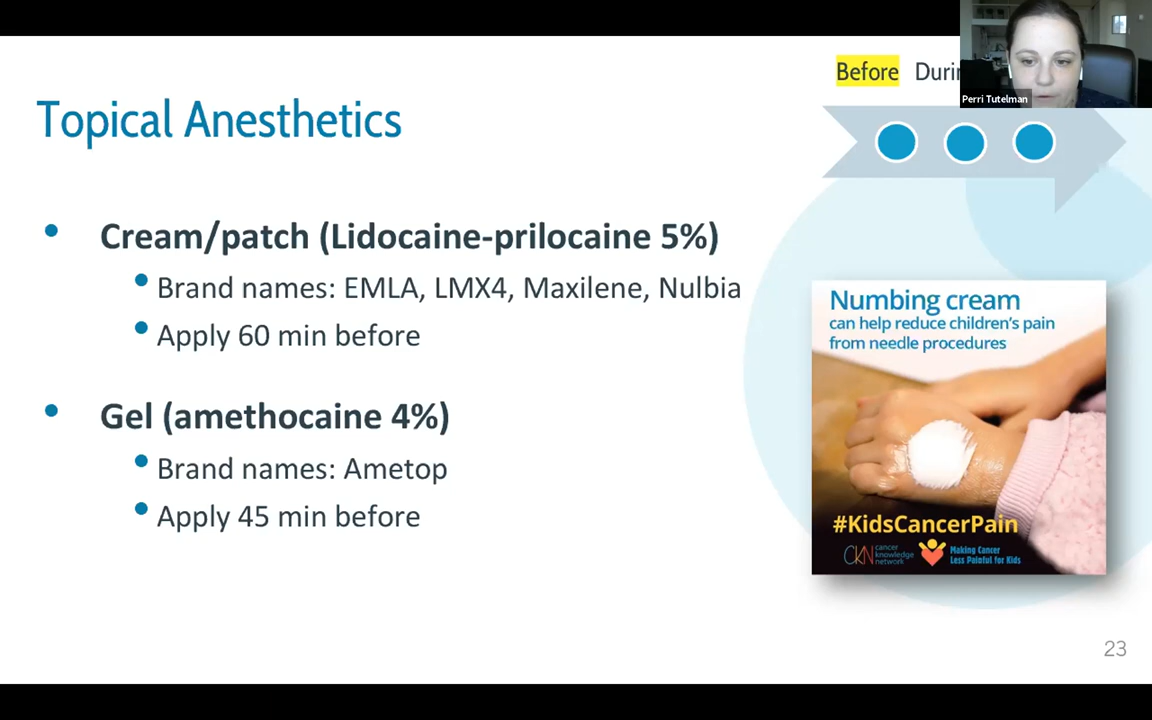 Before Durin
Perri Tutelman
Topical Anesthetics
• Cream/patch (Lidocaine-prilocaine 5%)
• Brand names: EMLA, LMX4, Maxilene, Nulbia
• Apply 60 min before
• Gel (amethocaine 4%)
• Brand names: Ametop
• Apply 45 min before
Numbing cream
can help reduce children's pain
from needle procedures
#KidsCancerPain
CKN cancer
knowledge
network
Making Cancer
Less Painful for Kids
23